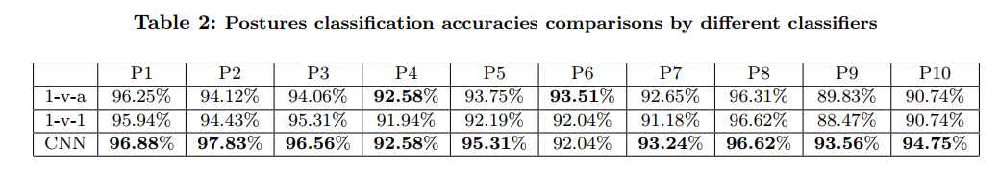 Table 2: Postures classification accuracies comparisons by different classifiers
P1 P2 P3 P4 P5 P6 P7 P8 P9 P10
1-v-a 96.25% 94.12% 94.06% 92.58% 93.75% 93.51% 92.65% 96.31% 89.83% 90.74%
1-v-1 95.94% 94.43% 95.31% 91.94% 92.19% 92.04% 91.18% 96.62% 88.47% 90.74%
CNN 96.88% 97.83% 96.56% 92.58% 95.31% 92.04% 93.24% 96.62% 93.56% 94.75%